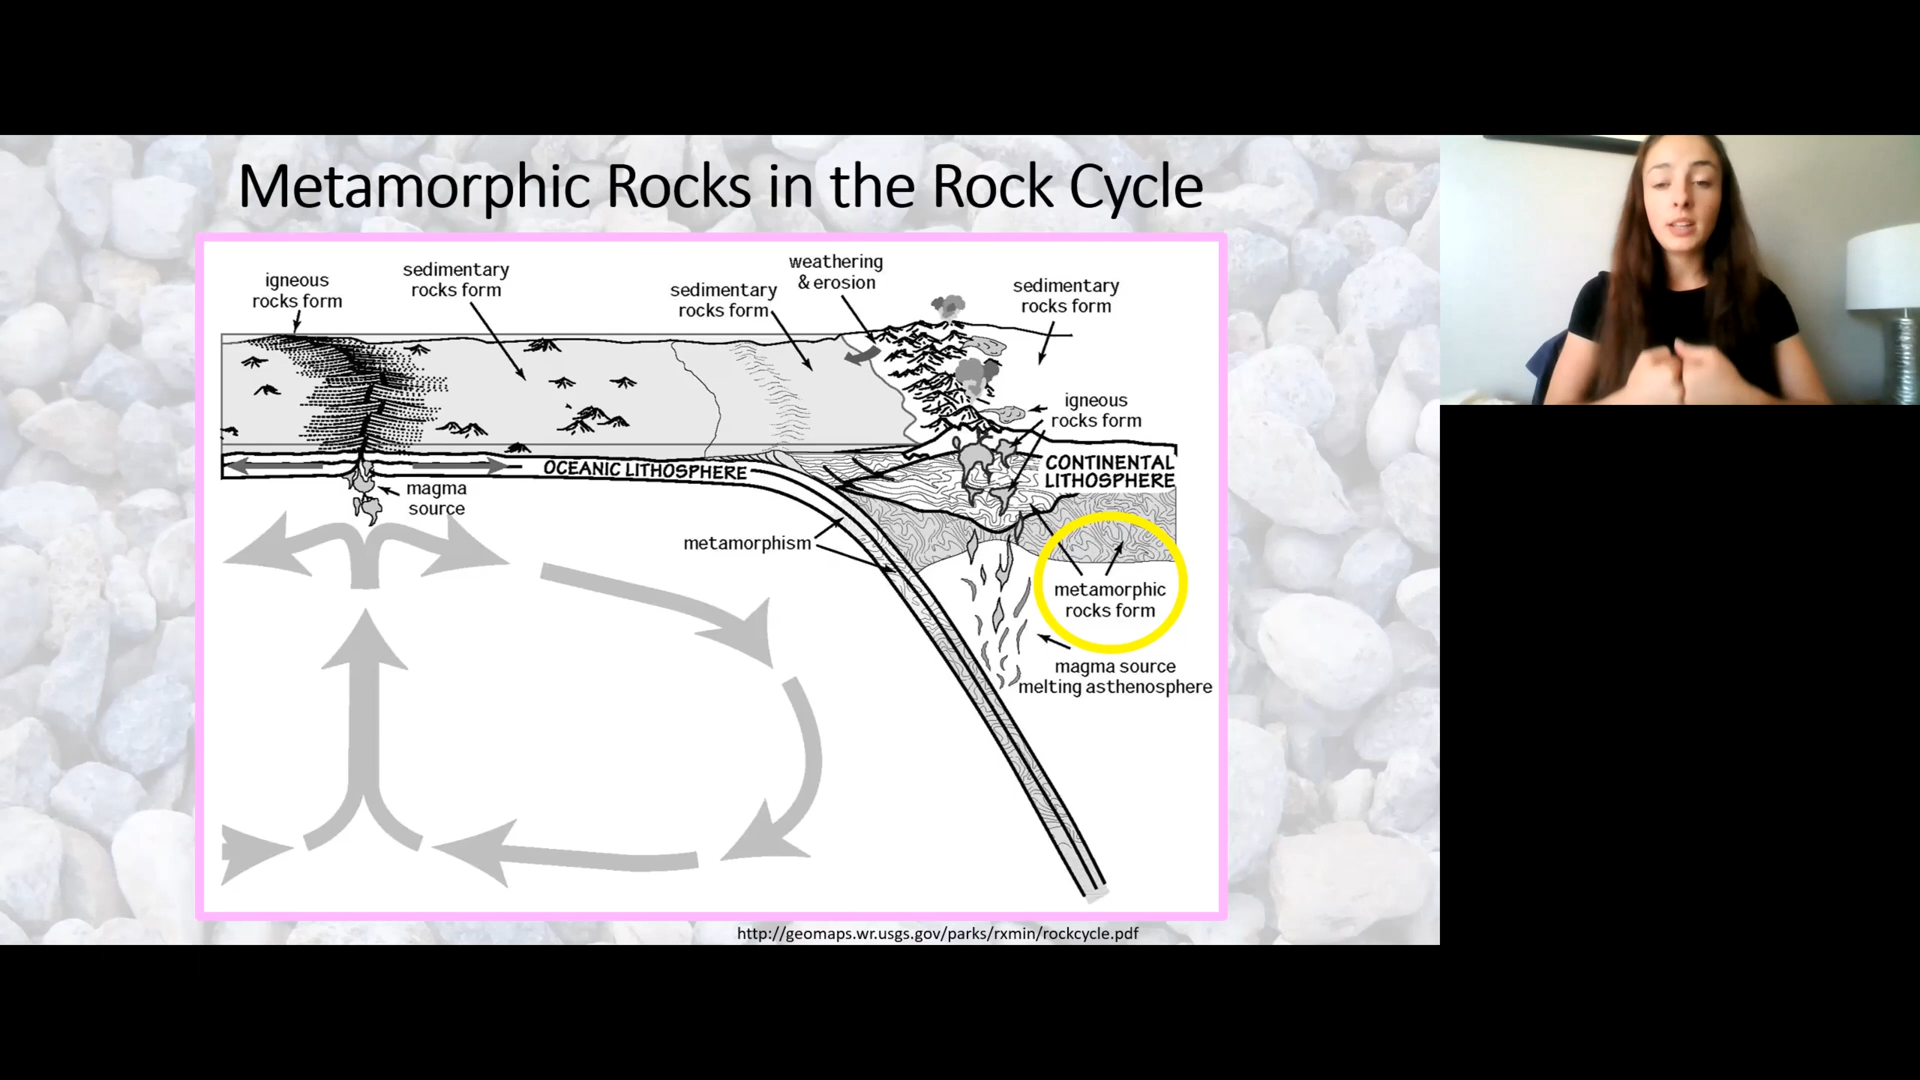 Metamorphic Rocks in the Rock Cycle
igneous
rocks form
sedimentary
rocks form
sedimentary
rocks form
weathering
& erosion
sedimentary
rocks form
igneous
rocks form
OCEANIC LITHOSPHERE
CONTINENTAL
LITHOSPHERE
magma
source
metamorphism
metamorphic
rocks form
magma source
melting asthenosphere
http://geomaps.wr.usgs.gov/parks/rxmin/rockcycle.pdf